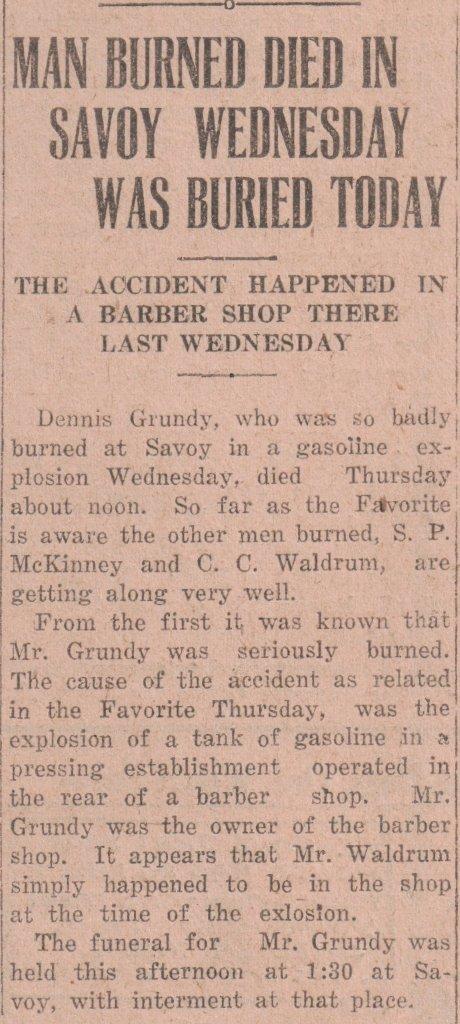 MAN BURNED DIED IN
SAVOY WEDNESDAY
WAS BURIED TODAY
THE ACCIDENT HAPPENED IN
A BARBER SHOP THERE
LAST WEDNESDAY
Dennis Grundy, who was so badly
burned at Savoy in a gasoline ex-
plosion Wednesday, died Thursday
about noon. So far as the Favorite
is aware the other men burned, S. P.
McKinney and C. C. Waldrum, are
getting along very well.
From the first it was known that
Mr. Grundy was seriously burned.
The cause of the accident as related
in the Favorite Thursday, was the
explosion of a tank of gasoline in a
pressing establishment operated in
the rear of a barber shop. Mr.
Grundy was the owner of the barber
shop. It appears that Mr. Waldrum
simply happened to be in the shop
at the time of the exlosion.
The funeral for Mr. Grundy was
held this afternoon at 1:30 at Sa-
voy, with interment at that place.